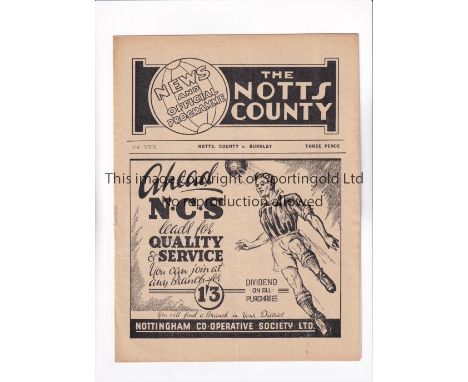 NEWS
AND
OFFICIAL
PROGRAMME
THE
NOTTS
COUNTY
Vol. XXX NOTTS. COUNTY v. BURNLEY THREE PENCE
This image is copyright of Sportingold Ltd
No reproduction allowed
Ahead
N·C·S
leads for
QUALITY
& SERVICE
You can join at
any Branch for
1'3
NCS
DIVIDEND
ON ALL
PURCHASES
You will find a Branch in Your District
NOTTINGHAM CO-OPERATIVE SOCIETY LTD.